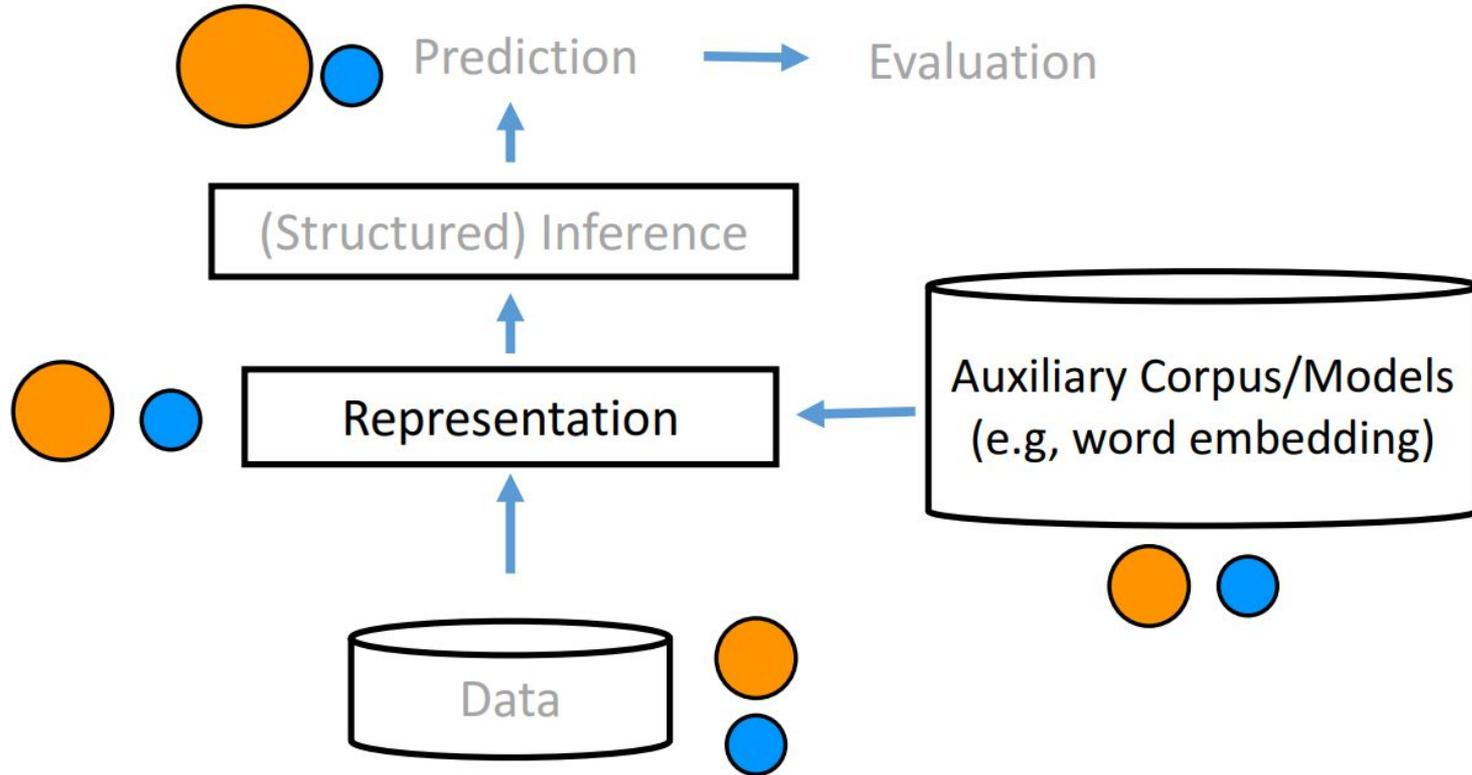 Prediction
Evaluation
(Structured) Inference
Representation
Auxiliary Corpus/Models
(e.g, word embedding)
Data